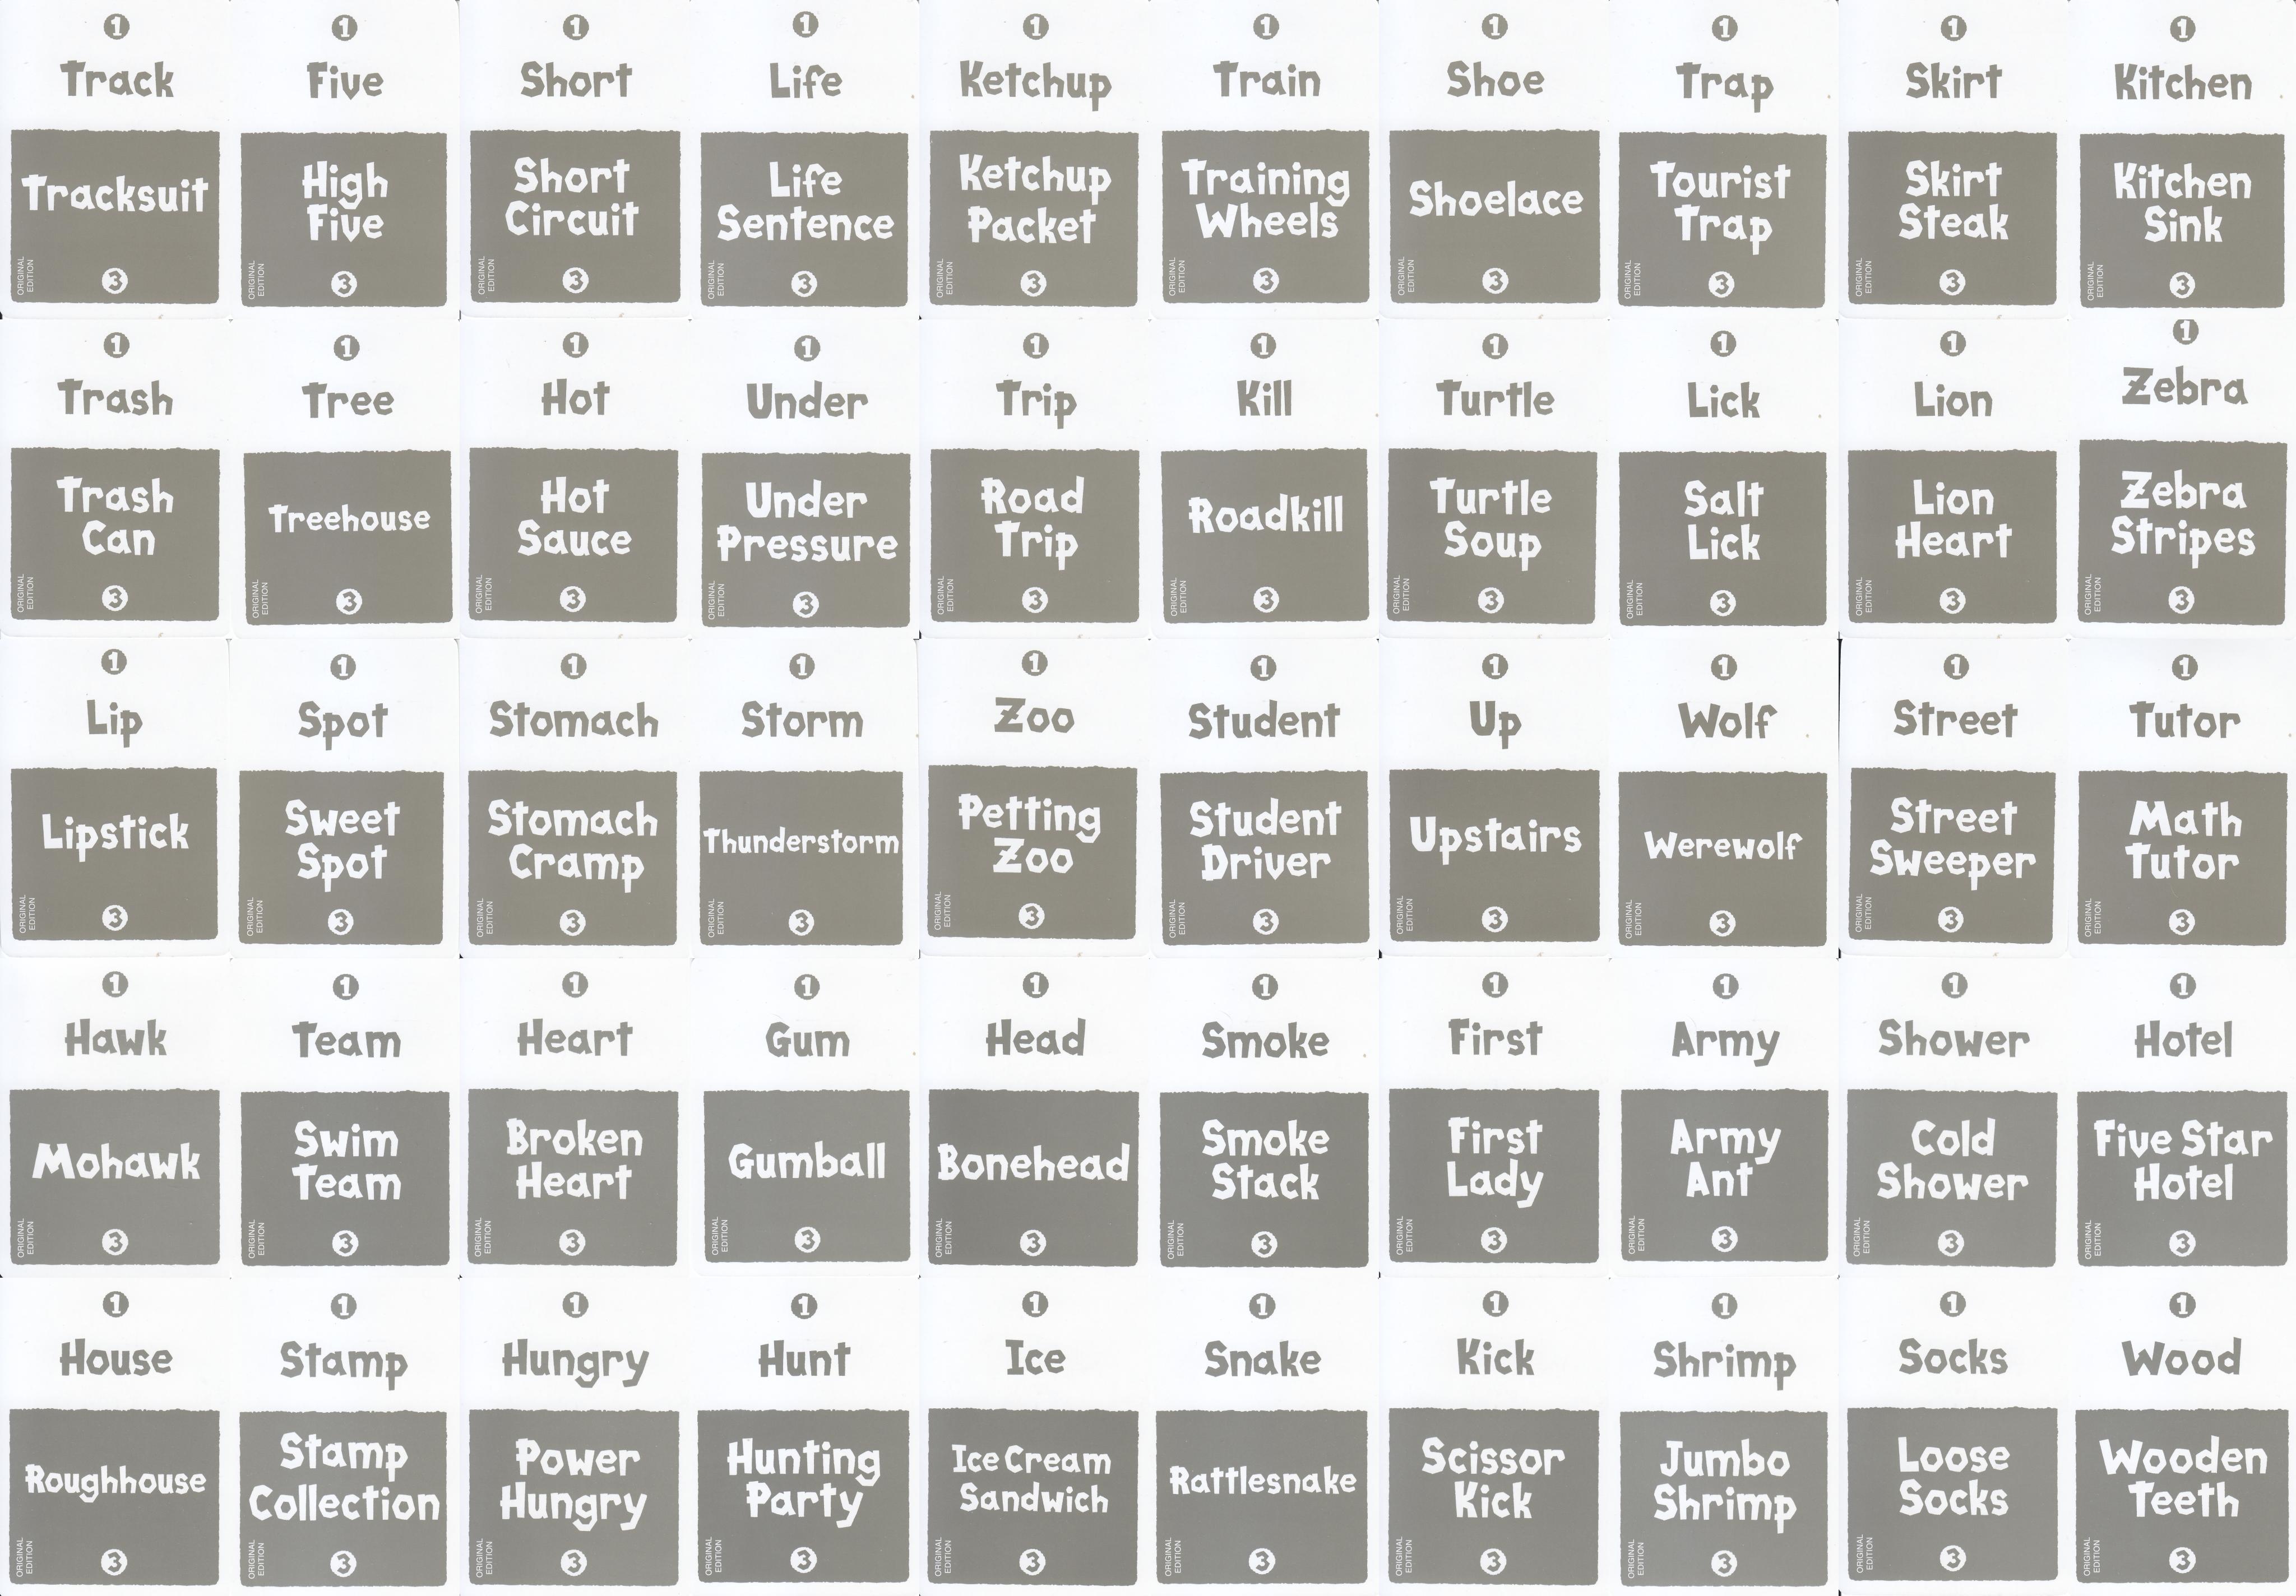 1
Track
Tracksuit
ORIGINAL
EDITION
3
1
Five
High
Five
ORIGINAL
EDITION
3
1
Short
Short
Circuit
ORIGINAL
EDITION
3
1
Life
Life
Sentence
ORIGINAL
EDITION
3
1
Ketchup
Ketchup
Packet
ORIGINAL
EDITION
3
1
Train
Training
Wheels
ORIGINAL
EDITION
3
1
Shoe
Shoelace
ORIGINAL
EDITION
3
1
Trap
Tourist
Trap
ORIGINAL
EDITION
3
1
Skirt
Skirt
Steak
ORIGINAL
EDITION
3
1
Kitchen
Kitchen
Sink
ORIGINAL
EDITION
3
1
Trash
Trash
Can
ORIGINAL
EDITION
3
1
Tree
Treehouse
ORIGINAL
EDITION
3
1
Hot
Hot
Sauce
ORIGINAL
EDITION
3
1
Under
Under
Pressure
ORIGINAL
EDITION
3
1
Trip
Road
Trip
ORIGINAL
EDITION
3
1
Kill
Roadkill
ORIGINAL
EDITION
3
1
Turtle
Turtle
Soup
ORIGINAL
EDITION
3
1
Lick
Salt
Lick
ORIGINAL
EDITION
3
1
Lion
Lion
Heart
ORIGINAL
EDITION
3
1
Zebra
Zebra
Stripes
ORIGINAL
EDITION
3
1
Lip
Lipstick
ORIGINAL
EDITION
3
1
Spot
Sweet
Spot
ORIGINAL
EDITION
3
1
Stomach
Stomach
Cramp
ORIGINAL
EDITION
3
1
Storm
Thunderstorm
ORIGINAL
EDITION
3
1
Zoo
Petting
Zoo
ORIGINAL
EDITION
3
1
Student
Student
Driver
ORIGINAL
EDITION
3
1
Up
Upstairs
ORIGINAL
EDITION
3
1
Wolf
Werewolf
ORIGINAL
EDITION
3
1
Street
Street
Sweeper
ORIGINAL
EDITION
3
1
Tutor
Math
Tutor
ORIGINAL
EDITION
3
1
Hawk
Mohawk
ORIGINAL
EDITION
3
1
Team
Swim
Team
ORIGINAL
EDITION
3
1
Heart
Broken
Heart
ORIGINAL
EDITION
3
1
Gum
Gumball
ORIGINAL
EDITION
3
1
Head
Bonehead
ORIGINAL
EDITION
3
1
Smoke
Smoke
Stack
ORIGINAL
EDITION
3
1
First
First
Lady
ORIGINAL
EDITION
3
1
Army
Army
Ant
ORIGINAL
EDITION
3
1
Shower
Cold
Shower
ORIGINAL
EDITION
3
1
Hotel
Five Star
Hotel
ORIGINAL
EDITION
3
1
House
Roughhouse
ORIGINAL
EDITION
3
1
Stamp
Stamp
Collection
ORIGINAL
EDITION
3
1
Hungry
Power
Hungry
ORIGINAL
EDITION
3
1
Hunt
Hunting
Party
ORIGINAL
EDITION
3
1
Ice
Ice Cream
Sandwich
ORIGINAL
EDITION
3
1
Snake
Rattlesnake
ORIGINAL
EDITION
3
1
Kick
Scissor
Kick
ORIGINAL
EDITION
3
1
Shrimp
Jumbo
Shrimp
ORIGINAL
EDITION
3
1
Socks
Loose
Socks
ORIGINAL
EDITION
3
1
Wood
Wooden
Teeth
ORIGINAL
EDITION
3